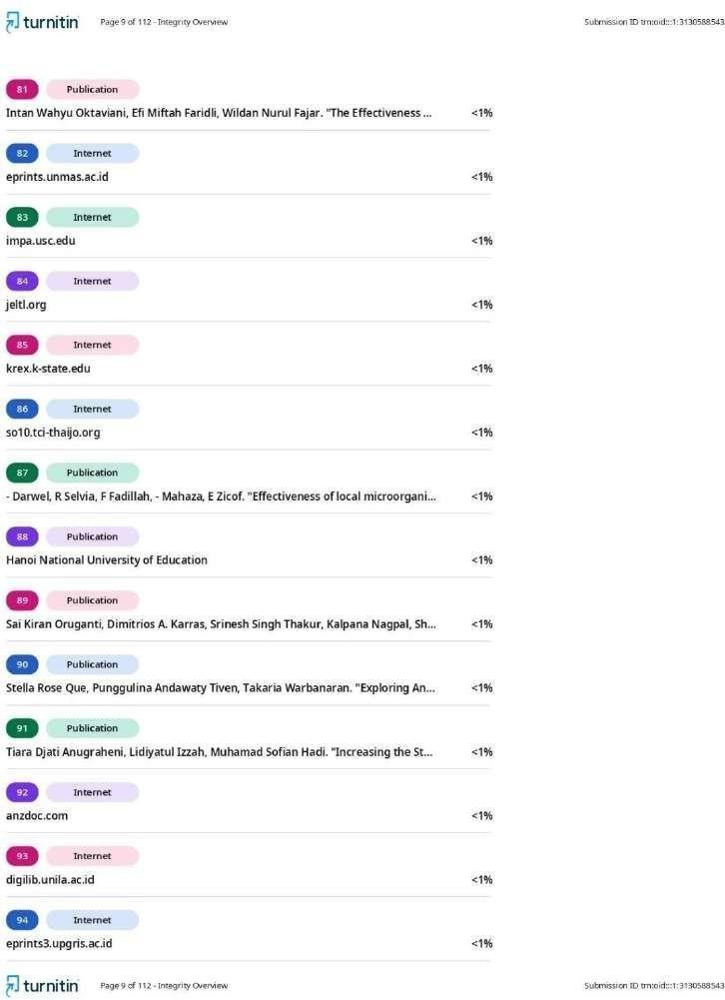 turnitin Page 9 of 112 - Integrity Overview Submission ID trn:oid:::1:3130588543
81 Publication
Intan Wahyu Oktaviani, Efi Miftah Faridli, Wildan Nurul Fajar. "The Effectiveness ... <1%
82 Internet
eprints.unmas.ac.id <1%
83 Internet
impa.usc.edu <1%
84 Internet
jeltl.org <1%
85 Internet
krex.k-state.edu <1%
86 Internet
so10.tci-thaijo.org <1%
87 Publication
- Darwel, R Selvia, F Fadillah, - Mahaza, E Zicof. "Effectiveness of local microorgani... <1%
88 Publication
Hanoi National University of Education <1%
89 Publication
Sai Kiran Oruganti, Dimitrios A. Karras, Srinesh Singh Thakur, Kalpana Nagpal, Sh... <1%
90 Publication
Stella Rose Que, Punggulina Andawaty Tiven, Takaria Warbanaran. "Exploring An... <1%
91 Publication
Tiara Djati Anugraheni, Lidiyatul Izzah, Muhamad Sofian Hadi. "Increasing the St... <1%
92 Internet
anzdoc.com <1%
93 Internet
digilib.unila.ac.id <1%
94 Internet
eprints3.upgris.ac.id <1%
turnitin Page 9 of 112 - Integrity Overview Submission ID trn:oid:::1:3130588543